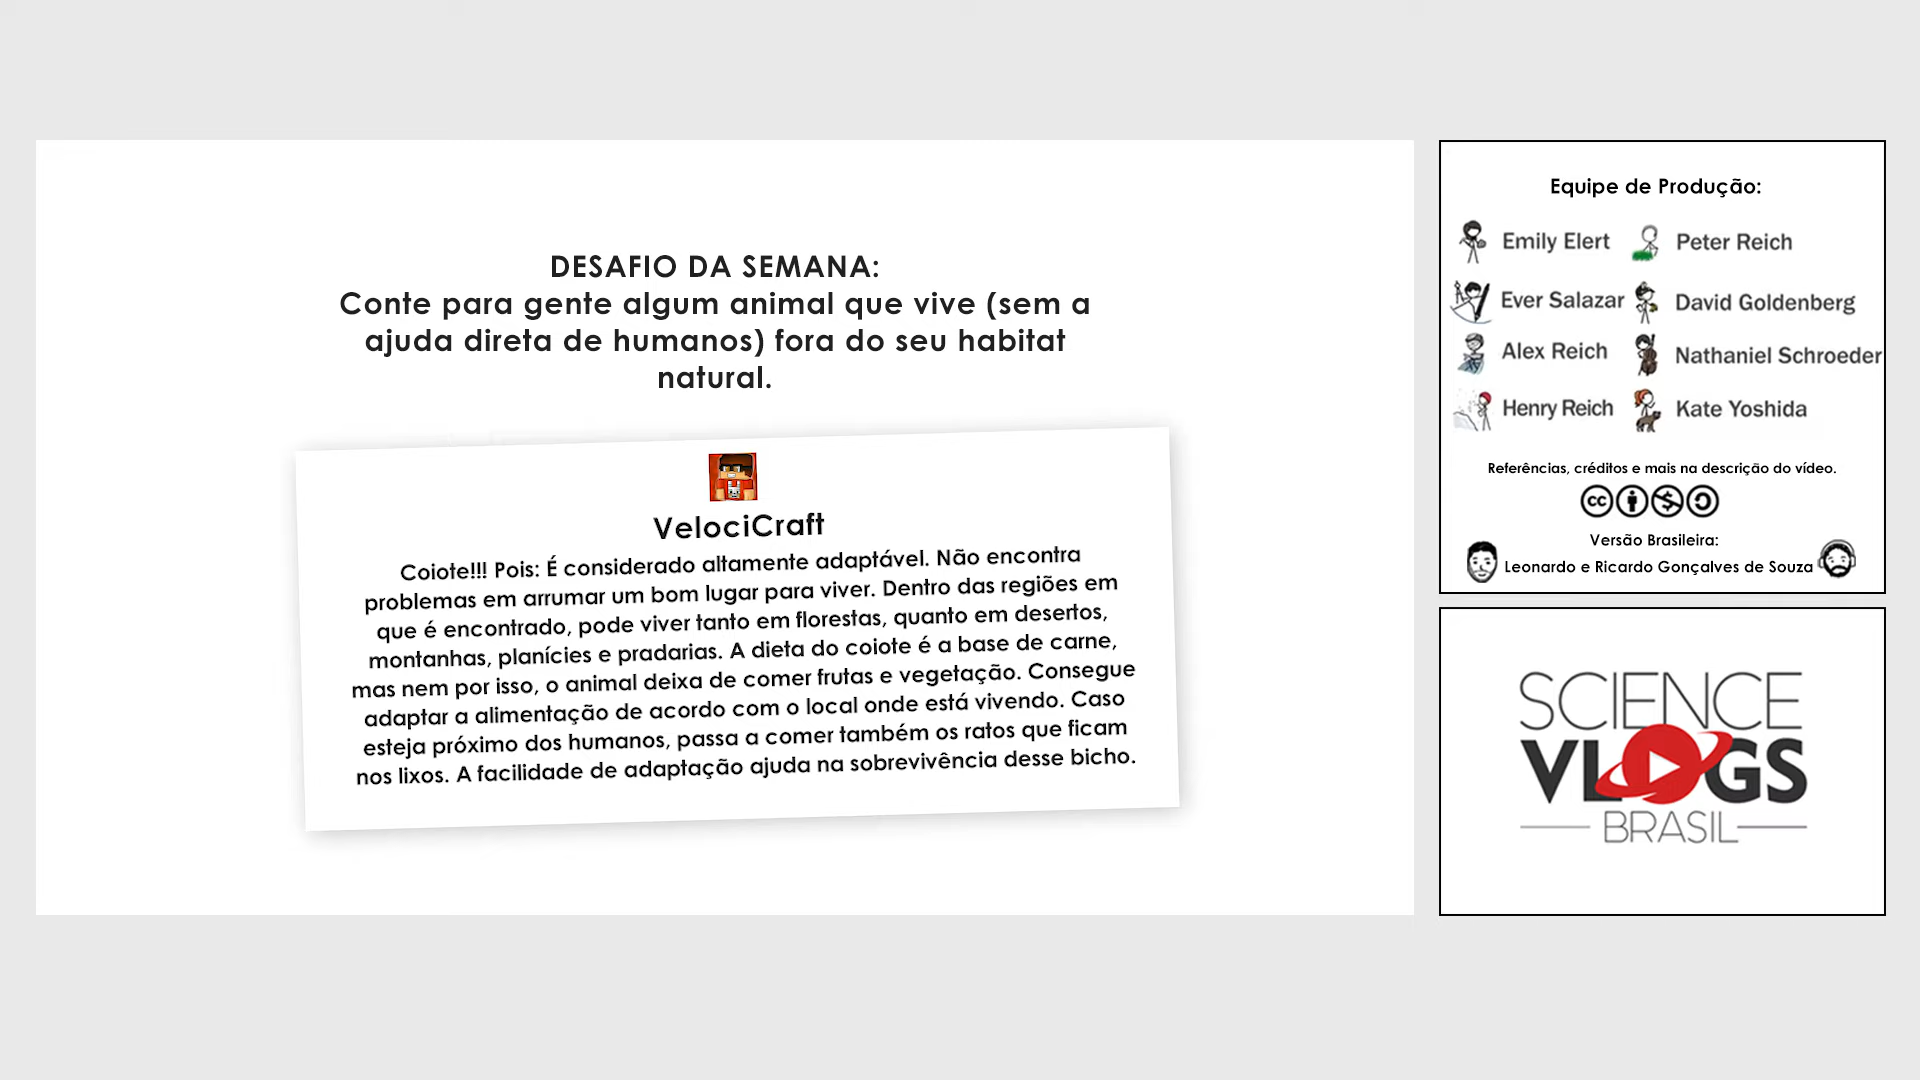 DESAFIO DA SEMANA:
Conte para gente algum animal que vive (sem a
ajuda direta de humanos) fora do seu habitat
natural.
VelociCraft
Coiote!!! Pois: É considerado altamente adaptável. Não encontra
problemas em arrumar um bom lugar para viver. Dentro das regiões em
que é encontrado, pode viver tanto em florestas, quanto em desertos,
montanhas, planícies e pradarias. A dieta do coiote é a base de carne,
mas nem por isso, o animal deixa de comer frutas e vegetação. Consegue
adaptar a alimentação de acordo com o local onde está vivendo. Caso
esteja próximo dos humanos, passa a comer também os ratos que ficam
nos lixos. A facilidade de adaptação ajuda na sobrevivência desse bicho.
Equipe de Produção:
Emily Elert
Peter Reich
Ever Salazar
David Goldenberg
Alex Reich
Nathaniel Schroeder
Henry Reich
Kate Yoshida
Referências, créditos e mais na descrição do vídeo.
cc
Versão Brasileira:
Leonardo e Ricardo Gonçalves de Souza
SCIENCE
VLOGS
BRASIL